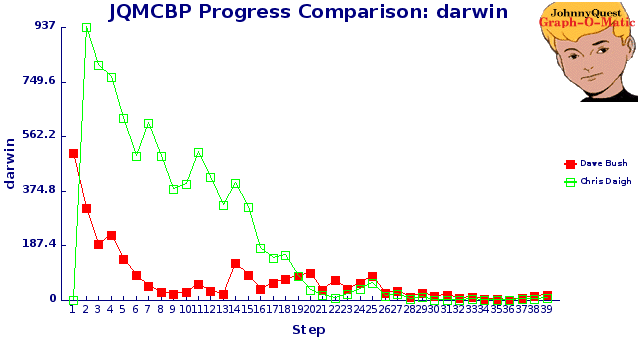 JQMCBP Progress Comparison: darwin
JohnnyQuest
Graph-O-Matic
937
749.6
562.2
374.8
187.4
0
darwin
Dave Bush
Chris Daigh
1 2 3 4 5 6 7 8 9 10 11 12 13 14 15 16 17 18 19 20 21 22 23 24 25 26 27 28 29 30 31 32 33 34 35 36 37 38 39
Step